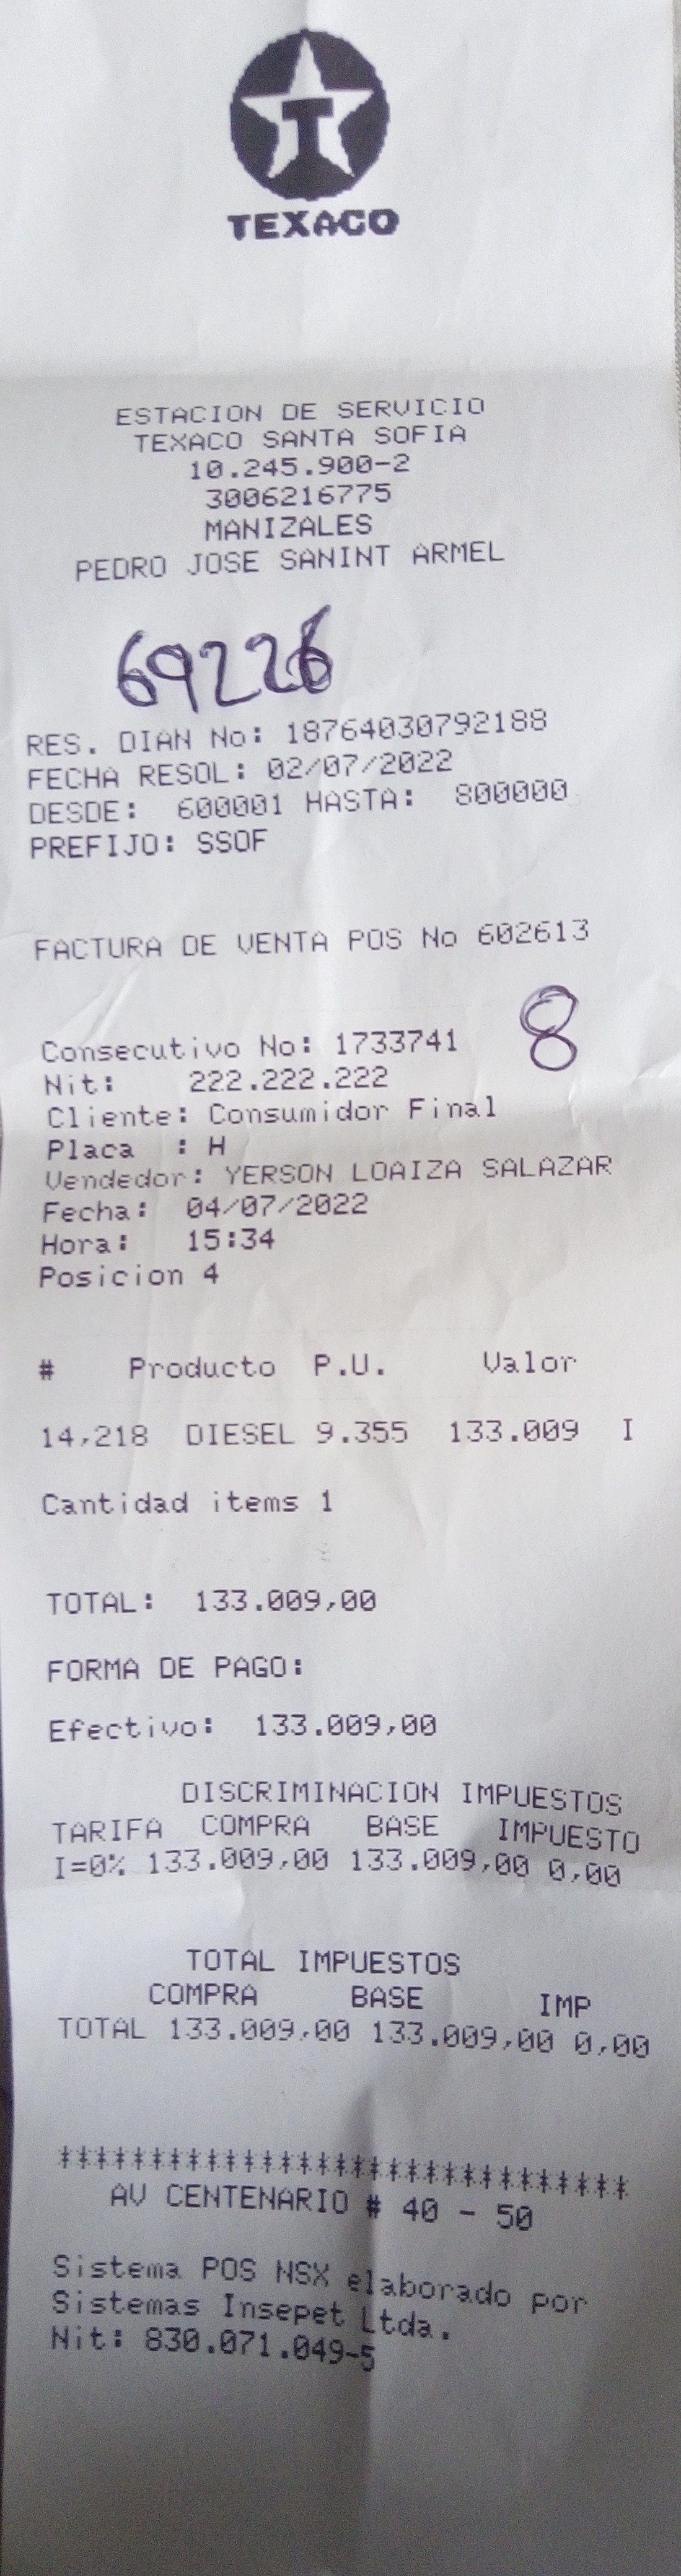 TEXACO
ESTACION DE SERVICIO
TEXACO SANTA SOFIA
10.245.900-2
3006216775
MANIZALES
PEDRO JOSE SANINT ARMEL
69226
RES. DIAN No: 18764030792188
FECHA RESOL: 02/07/2022
DESDE: 600001 HASTA: 800000
PREFIJO: SSOF
FACTURA DE VENTA POS No 602613
8
Consecutivo No: 1733741
Nit: 222.222.222
Cliente: Consumidor Final
Placa : H
Vendedor: YERSON LOAIZA SALAZAR
Fecha: 04/07/2022
Hora: 15:34
Posicion 4
# Producto P.U. Valor
14,218 DIESEL 9.355 133.009 I
Cantidad items 1
TOTAL: 133.009,00
FORMA DE PAGO:
Efectivo: 133.009,00
DISCRIMINACION IMPUESTOS
TARIFA COMPRA BASE IMPUESTO
I=0% 133.009,00 133.009,00 0,00
TOTAL IMPUESTOS
COMPRA BASE IMP
TOTAL 133.009,00 133.009,00 0,00
*******************************
AV CENTENARIO # 40 - 50
Sistema POS NSX elaborado por
Sistemas Insepet Ltda.
Nit: 830.071.049-5